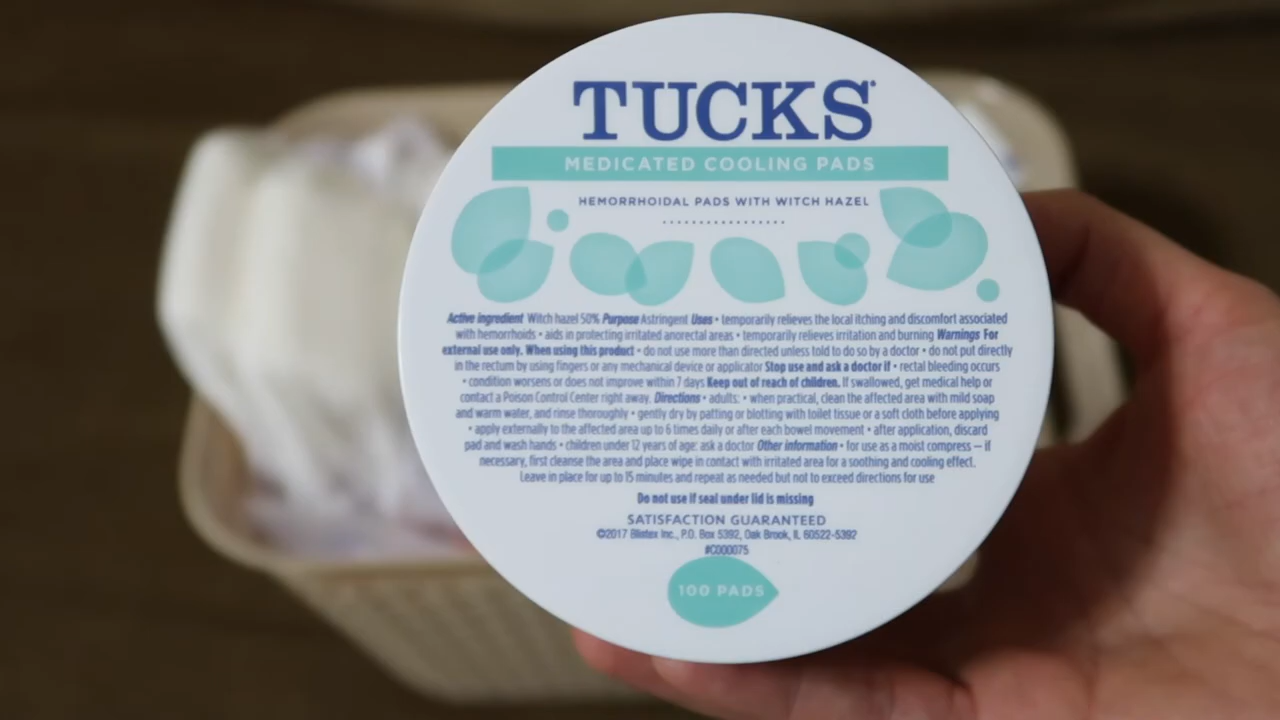 TUCKS
MEDICATED COOLING PADS
HEMORRHOIDAL PADS WITH WITCH HAZEL
Active ingredient Witch hazel 50% Purpose Astringent Uses • temporarily relieves the local itching and discomfort associated
with hemorrhoids • aids in protecting irritated anorectal areas • temporarily relieves irritation and burning Warnings For
external use only. When using this product • do not use more than directed unless told to do so by a doctor • do not put directly
in the rectum by using fingers or any mechanical device or applicator Stop use and ask a doctor if • rectal bleeding occurs
• condition worsens or does not improve within 7 days Keep out of reach of children. If swallowed, get medical help or
contact a Poison Control Center right away. Directions • adults: • when practical, clean the affected area with mild soap
and warm water, and rinse thoroughly • gently dry by patting or blotting with toilet tissue or a soft cloth before applying
• apply externally to the affected area up to 6 times daily or after each bowel movement • after application, discard
pad and wash hands • children under 12 years of age: ask a doctor Other information • for use as a moist compress — if
necessary, first cleanse the area and place wipe in contact with irritated area for a soothing and cooling effect.
Leave in place for up to 15 minutes and repeat as needed but not to exceed directions for use
Do not use if seal under lid is missing
SATISFACTION GUARANTEED
©2017 Blistex Inc., P.O. Box 5392, Oak Brook, IL 60522-5392
#C000075
100 PADS